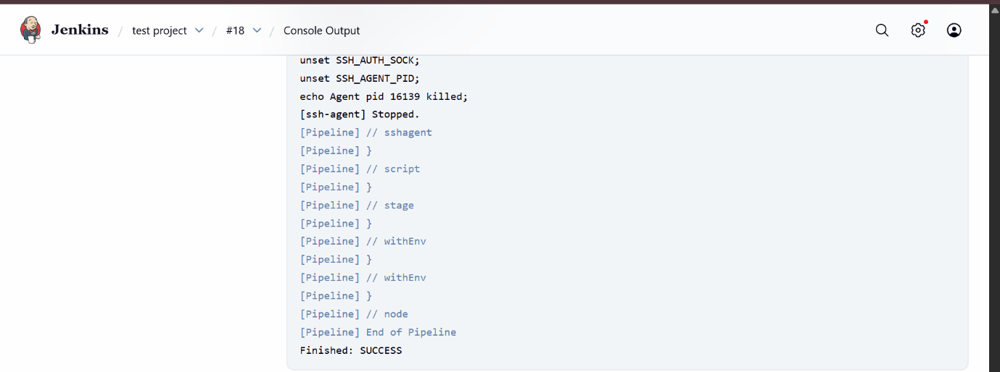 Jenkins / test project / #18 / Console Output
unset SSH_AUTH_SOCK;
unset SSH_AGENT_PID;
echo Agent pid 16139 killed;
[ssh-agent] Stopped.
[Pipeline] // sshagent
[Pipeline] }
[Pipeline] // script
[Pipeline] }
[Pipeline] // stage
[Pipeline] }
[Pipeline] // withEnv
[Pipeline] }
[Pipeline] // withEnv
[Pipeline] }
[Pipeline] // node
[Pipeline] End of Pipeline
Finished: SUCCESS